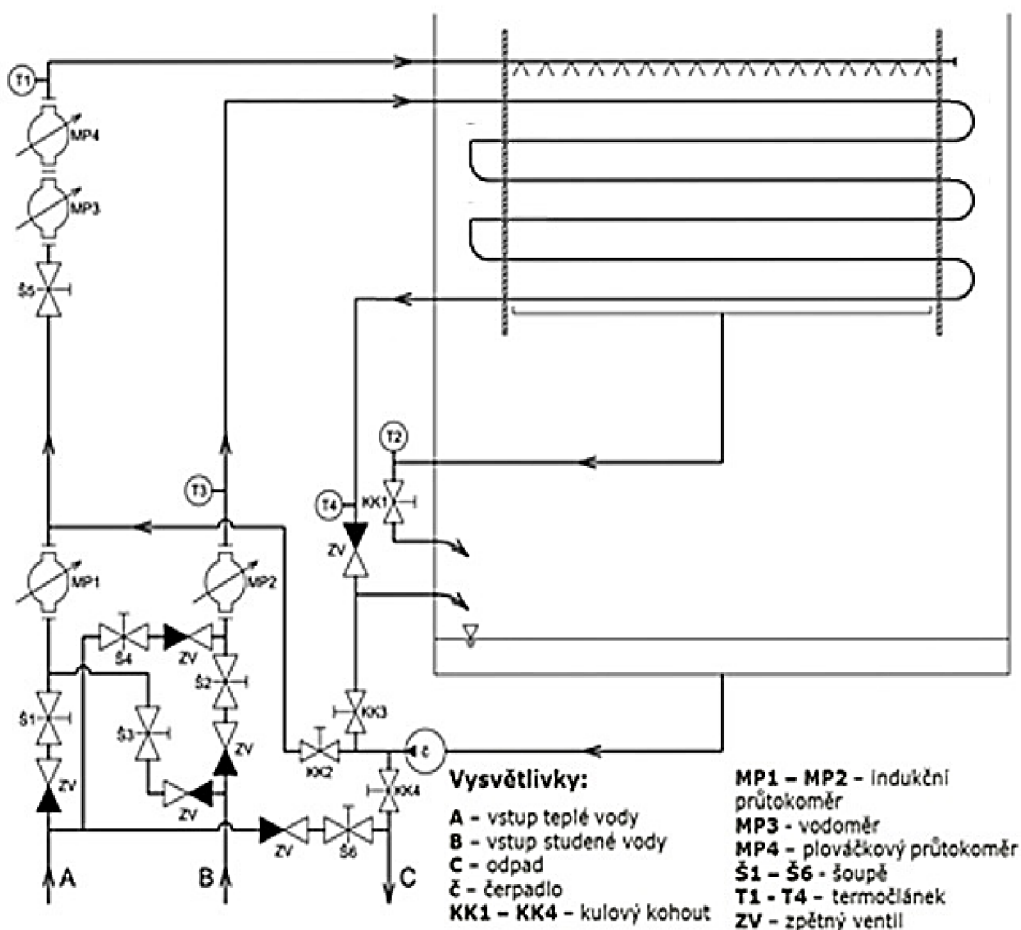 T1
MP4
MP3
Š5
T2
T3
KK1
T4
ZV
MP1
MP2
Š4
ZV
Š2
Š1
Š3
KK3
ZV
ZV
KK2
č
KK4
ZV
ZV
Š6
A
B
C
Vysvětlivky:
A – vstup teplé vody
B – vstup studené vody
C – odpad
č – čerpadlo
KK1 – KK4 – kulový kohout
MP1 – MP2 – indukční
průtokoměr
MP3 - vodoměr
MP4 – plováčkový průtokoměr
Š1 – Š6 - šoupě
T1 - T4 – termočlánek
ZV – zpětný ventil